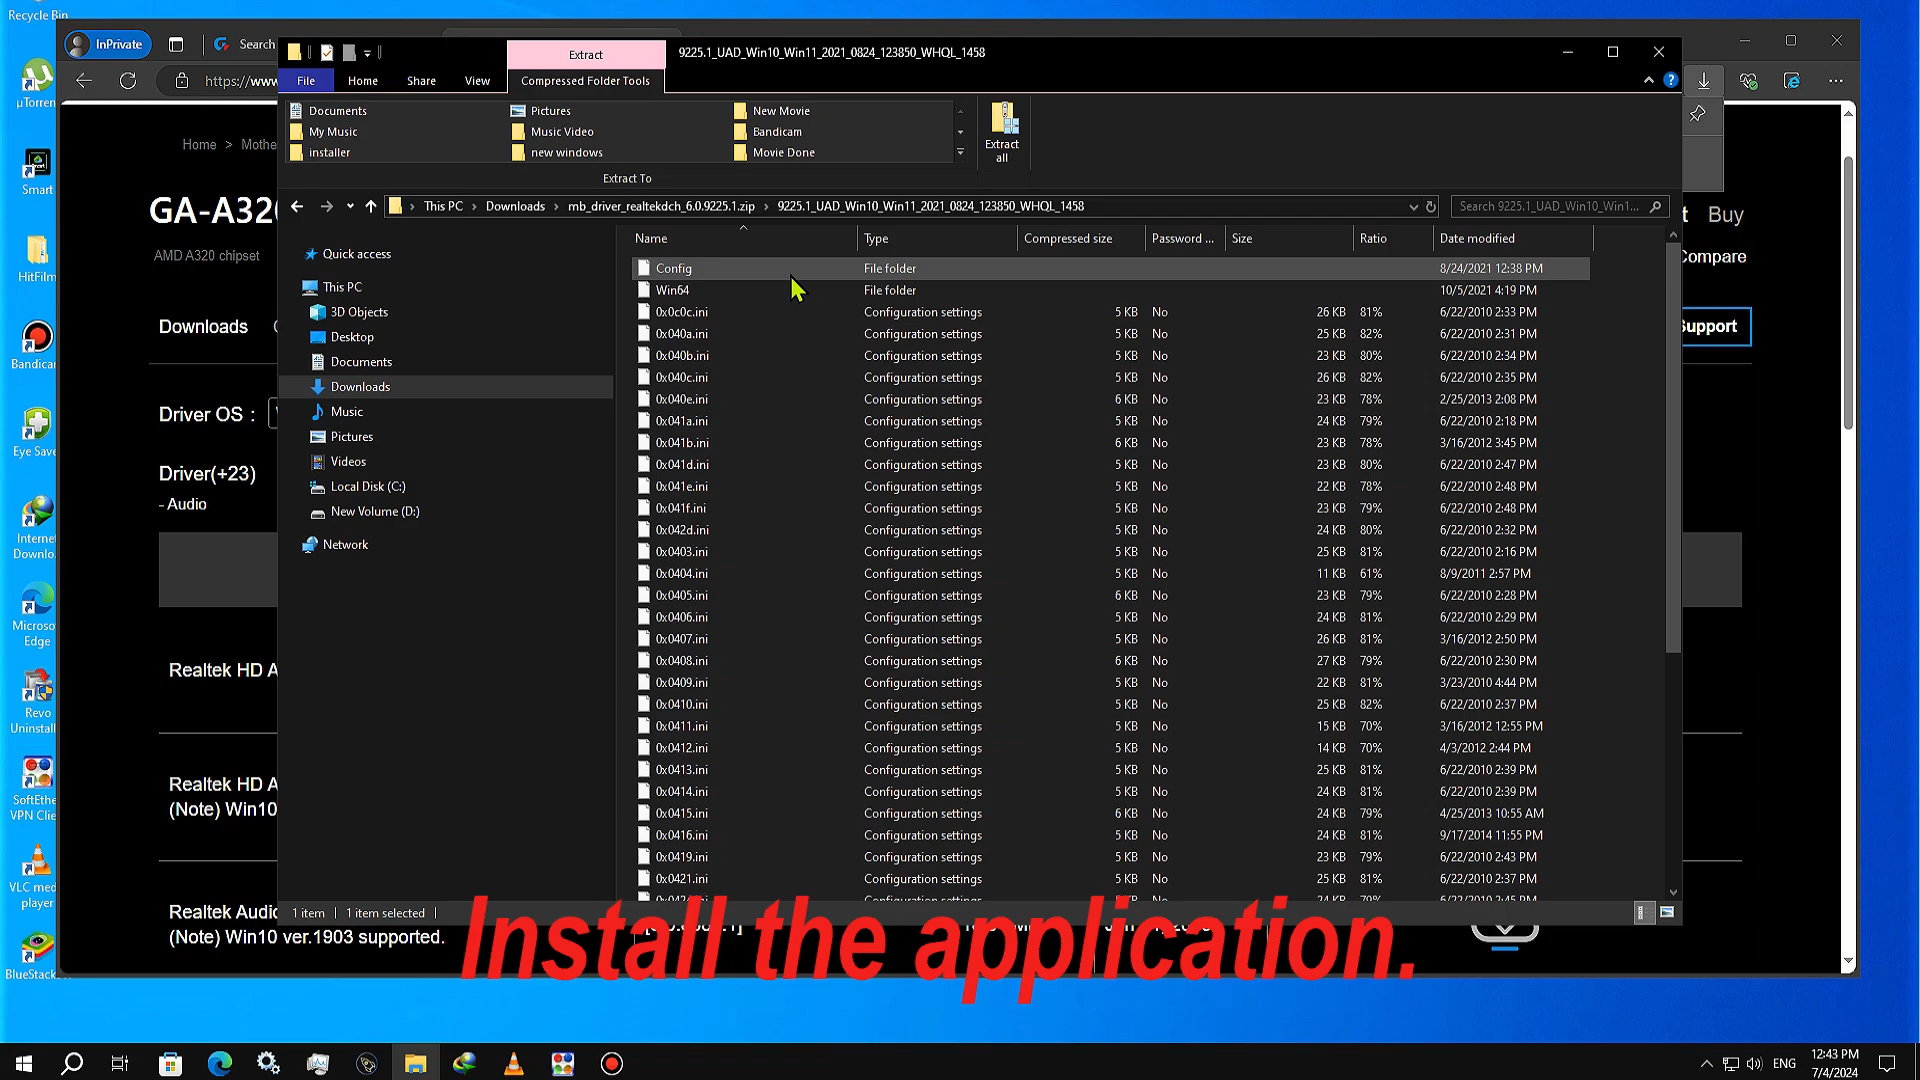 Recycle Bin
InPrivate
Search
Extract
9225.1_UAD_Win10_Win11_2021_0824_123850_WHQL_1458
µTorren
https://www
File
Home
Share
View
Compressed Folder Tools
Documents
Pictures
New Movie
My Music
Music Video
Bandicam
installer
new windows
Movie Done
Extract all
Extract To
Home > Mothe
Smart
GA-A320
AMD A320 chipset
Buy
Compare
This PC > Downloads > mb_driver_realtekdch_6.0.9225.1.zip > 9225.1_UAD_Win10_Win11_2021_0824_123850_WHQL_1458
Search 9225.1_UAD_Win10_Win1...
Name Type Compressed size Password ... Size Ratio Date modified
Quick access
This PC
3D Objects
Desktop
Documents
Downloads
Music
Pictures
Videos
Local Disk (C:)
New Volume (D:)
Network
Config File folder 8/24/2021 12:38 PM
Win64 File folder 10/5/2021 4:19 PM
0x0c0c.ini Configuration settings 5 KB No 26 KB 81% 6/22/2010 2:33 PM
0x040a.ini Configuration settings 5 KB No 25 KB 82% 6/22/2010 2:31 PM
0x040b.ini Configuration settings 5 KB No 23 KB 80% 6/22/2010 2:34 PM
0x040c.ini Configuration settings 5 KB No 26 KB 82% 6/22/2010 2:35 PM
0x040e.ini Configuration settings 6 KB No 23 KB 78% 2/25/2013 2:08 PM
0x041a.ini Configuration settings 5 KB No 24 KB 79% 6/22/2010 2:18 PM
0x041b.ini Configuration settings 6 KB No 23 KB 78% 3/16/2012 3:45 PM
0x041d.ini Configuration settings 5 KB No 23 KB 80% 6/22/2010 2:47 PM
0x041e.ini Configuration settings 5 KB No 22 KB 78% 6/22/2010 2:48 PM
0x041f.ini Configuration settings 5 KB No 23 KB 79% 6/22/2010 2:48 PM
0x042d.ini Configuration settings 5 KB No 24 KB 80% 6/22/2010 2:32 PM
0x0403.ini Configuration settings 5 KB No 25 KB 81% 6/22/2010 2:16 PM
0x0404.ini Configuration settings 5 KB No 11 KB 61% 8/9/2011 2:57 PM
0x0405.ini Configuration settings 6 KB No 23 KB 79% 6/22/2010 2:28 PM
0x0406.ini Configuration settings 5 KB No 24 KB 81% 6/22/2010 2:29 PM
0x0407.ini Configuration settings 5 KB No 26 KB 81% 3/16/2012 2:50 PM
0x0408.ini Configuration settings 6 KB No 27 KB 79% 6/22/2010 2:30 PM
0x0409.ini Configuration settings 5 KB No 22 KB 81% 3/23/2010 4:44 PM
0x0410.ini Configuration settings 5 KB No 25 KB 82% 6/22/2010 2:37 PM
0x0411.ini Configuration settings 5 KB No 15 KB 70% 3/16/2012 12:55 PM
0x0412.ini Configuration settings 5 KB No 14 KB 70% 4/3/2012 2:44 PM
0x0413.ini Configuration settings 5 KB No 25 KB 81% 6/22/2010 2:39 PM
0x0414.ini Configuration settings 5 KB No 24 KB 81% 6/22/2010 2:39 PM
0x0415.ini Configuration settings 6 KB No 24 KB 79% 4/25/2013 10:55 AM
0x0416.ini Configuration settings 5 KB No 24 KB 81% 9/17/2014 11:55 PM
0x0419.ini Configuration settings 5 KB No 23 KB 79% 6/22/2010 2:43 PM
0x0421.ini Configuration settings 5 KB No 25 KB 81% 6/22/2010 2:37 PM
1 item
1 item selected
HitFilm
Downloads
Support
Bandicam
Driver OS :
Driver(+23)
- Audio
Eye Save
Internet
Downlo...
Microso
Edge
Realtek HD A
Revo
Uninstall
Realtek HD A
(Note) Win10
SoftEthe
VPN Clie
VLC med
player
Realtek Audio
(Note) Win10 ver.1903 supported.
BlueStack
Install the application.
ENG
12:43 PM
7/4/2024